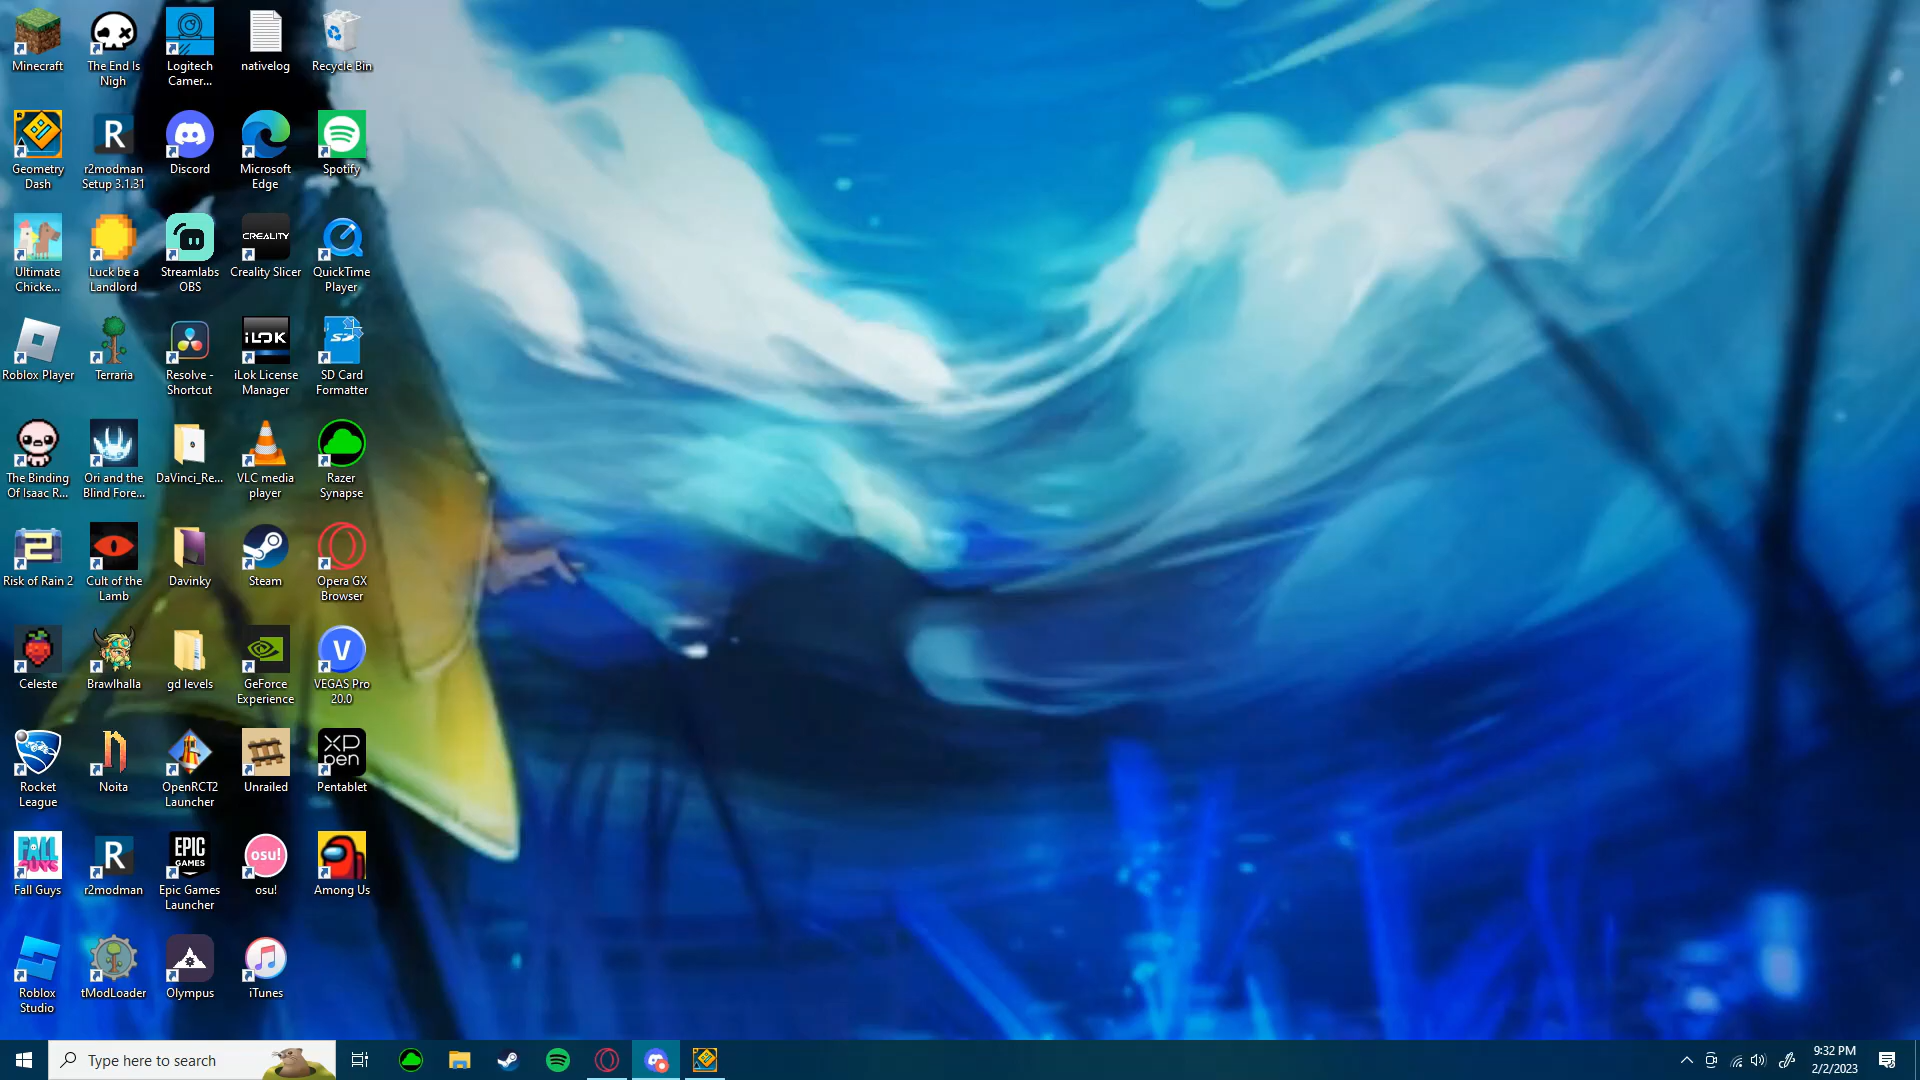 Minecraft
The End Is
Nigh
Logitech
Camer...
nativelog
Recycle Bin
Geometry
Dash
R
r2modman
Setup 3.1.31
Discord
Microsoft
Edge
Spotify
Ultimate
Chicke...
Luck be a
Landlord
Streamlabs
OBS
CREALITY
Creality Slicer
QuickTime
Player
Roblox Player
Terraria
Resolve -
Shortcut
iLOK
iLok License
Manager
SD
SD Card
Formatter
The Binding
Of Isaac R...
Ori and the
Blind Fore...
DaVinci_Re...
VLC media
player
Razer
Synapse
2
Risk of Rain 2
Cult of the
Lamb
Davinky
Steam
Opera GX
Browser
Celeste
Brawlhalla
gd levels
GeForce
Experience
V
VEGAS Pro
20.0
Rocket
League
n
Noita
OpenRCT2
Launcher
Unrailed
XP
pen
Pentablet
FALL
GUYS
Fall Guys
R
r2modman
EPIC
GAMES
Epic Games
Launcher
osu!
osu!
Among Us
Roblox
Studio
tModLoader
Olympus
iTunes
Type here to search
9:32 PM
2/2/2023